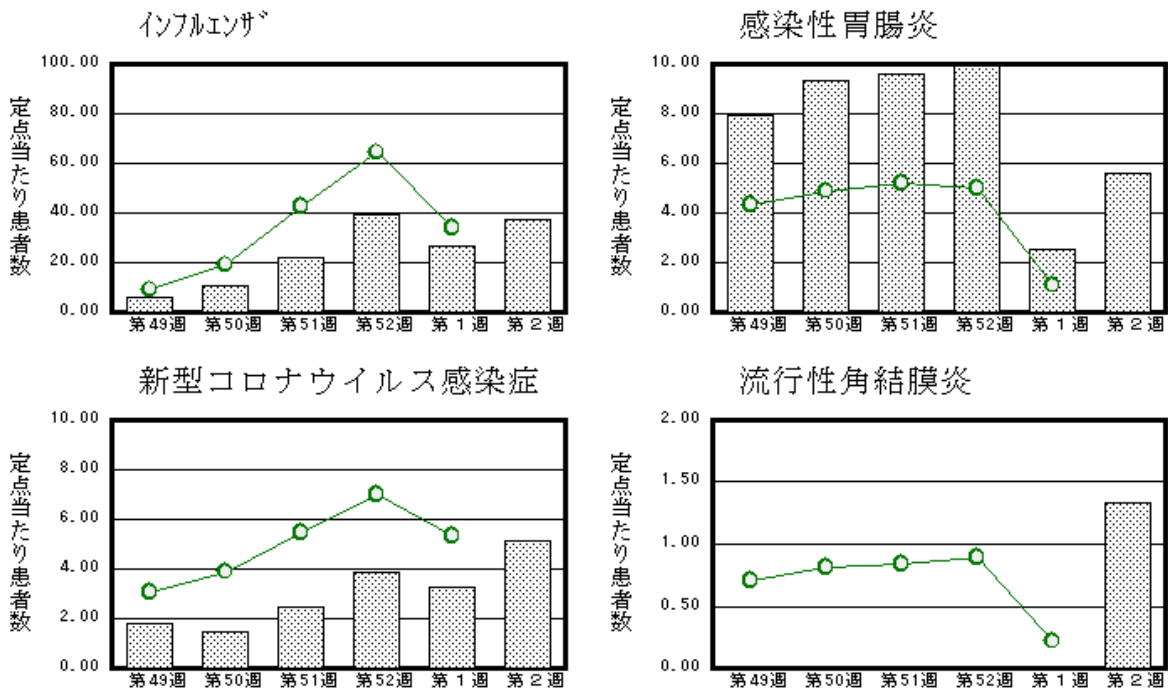 インフルエンザ
定点当たり患者数
100.00
80.00
60.00
40.00
20.00
0.00
第49週 第50週 第51週 第52週 第1週 第2週
感染性胃腸炎
定点当たり患者数
10.00
8.00
6.00
4.00
2.00
0.00
第49週 第50週 第51週 第52週 第1週 第2週
新型コロナウイルス感染症
定点当たり患者数
10.00
8.00
6.00
4.00
2.00
0.00
第49週 第50週 第51週 第52週 第1週 第2週
流行性角結膜炎
定点当たり患者数
2.00
1.50
1.00
0.50
0.00
第49週 第50週 第51週 第52週 第1週 第2週